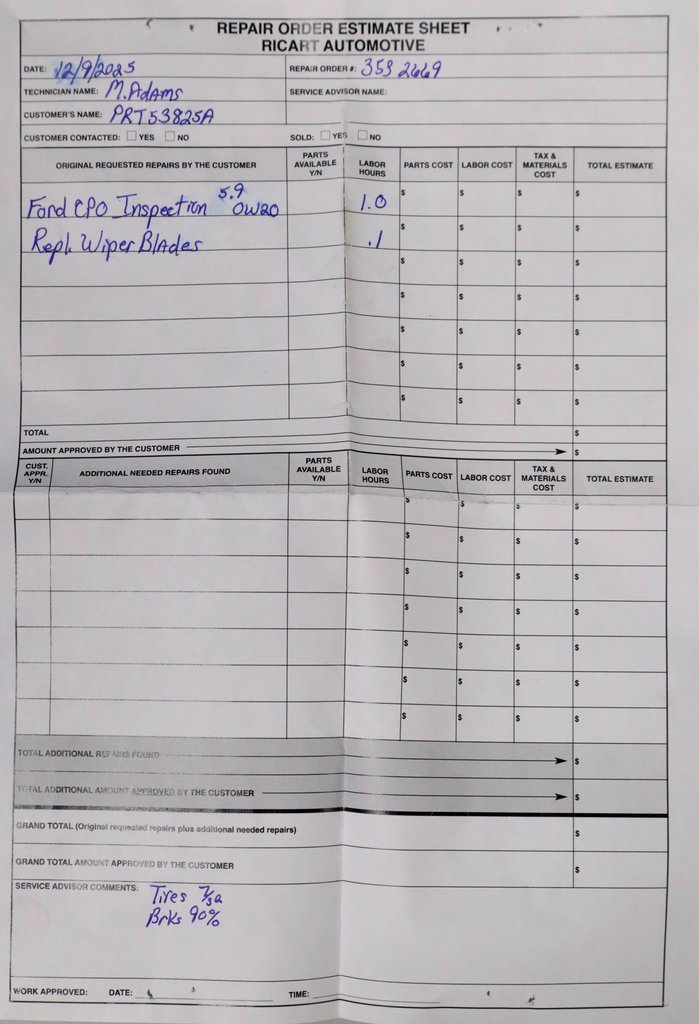 REPAIR ORDER ESTIMATE SHEET
RICART AUTOMOTIVE
DATE: 12/9/2025 REPAIR ORDER #: 353 2669
TECHNICIAN NAME: M.Adams SERVICE ADVISOR NAME:
CUSTOMER'S NAME: PRT53825A
CUSTOMER CONTACTED: YES NO SOLD: YES NO
ORIGINAL REQUESTED REPAIRS BY THE CUSTOMER PARTS AVAILABLE Y/N LABOR HOURS PARTS COST LABOR COST TAX & MATERIALS COST TOTAL ESTIMATE
Ford CPO Inspection 5.9 0W20 1.0 $ $ $ $
Repl. Wiper Blades .1 $ $ $ $
$ $ $ $
$ $ $ $
$ $ $ $
$ $ $ $
$ $ $ $
TOTAL $
AMOUNT APPROVED BY THE CUSTOMER $
CUST. APPR. Y/N ADDITIONAL NEEDED REPAIRS FOUND PARTS AVAILABLE Y/N LABOR HOURS PARTS COST LABOR COST TAX & MATERIALS COST TOTAL ESTIMATE
$ $ $ $
$ $ $ $
$ $ $ $
$ $ $ $
$ $ $ $
$ $ $ $
$ $ $ $
TOTAL ADDITIONAL REPAIRS FOUND $
TOTAL ADDITIONAL AMOUNT APPROVED BY THE CUSTOMER $
GRAND TOTAL (Original requested repairs plus additional needed repairs) $
GRAND TOTAL AMOUNT APPROVED BY THE CUSTOMER $
SERVICE ADVISOR COMMENTS: Tires 7/32
Brks 90%
WORK APPROVED: DATE: TIME: